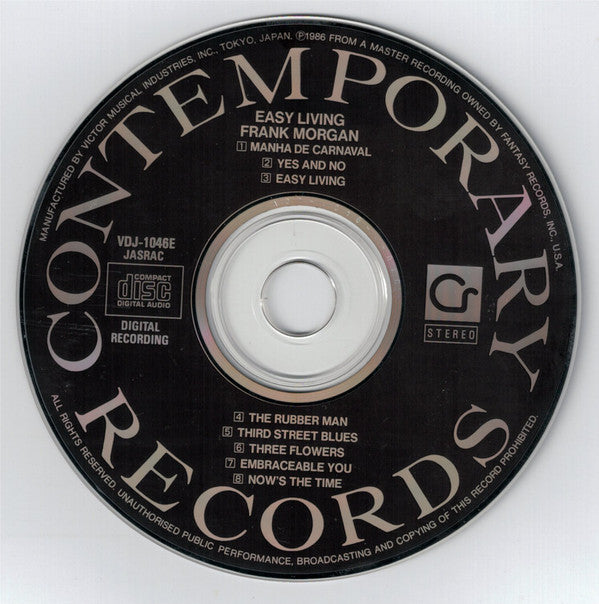 MANUFACTURED BY VICTOR MUSICAL INDUSTRIES, INC., TOKYO, JAPAN. ℗1986 FROM A MASTER RECORDING OWNED BY FANTASY RECORDS, INC., U.S.A.
CONTEMPORARY
EASY LIVING
FRANK MORGAN
1 MANHA DE CARNAVAL
2 YES AND NO
3 EASY LIVING
VDJ-1046E
JASRAC
COMPACT
disc
DIGITAL AUDIO
DIGITAL
RECORDING
STEREO
4 THE RUBBER MAN
5 THIRD STREET BLUES
6 THREE FLOWERS
7 EMBRACEABLE YOU
8 NOW'S THE TIME
RECORDS
ALL RIGHTS RESERVED. UNAUTHORISED PUBLIC PERFORMANCE, BROADCASTING AND COPYING OF THIS RECORD PROHIBITED.